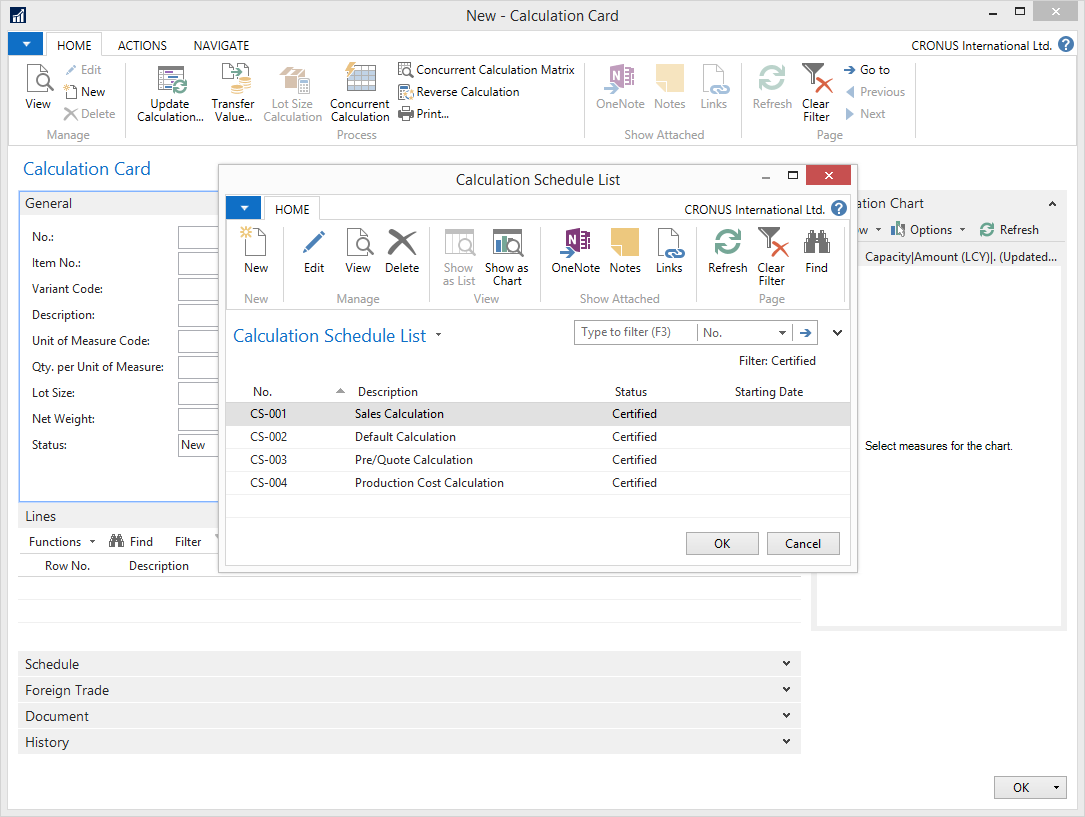 New - Calculation Card
HOME ACTIONS NAVIGATE CRONUS International Ltd. ?
View
Edit
New
Delete
Manage
Update Calculation...
Transfer Value...
Lot Size Calculation
Concurrent Calculation
Concurrent Calculation Matrix
Reverse Calculation
Print...
Process
OneNote
Notes
Links
Show Attached
Refresh
Clear Filter
Go to
Previous
Next
Page
Calculation Card
General
No.:
Item No.:
Variant Code:
Description:
Unit of Measure Code:
Qty. per Unit of Measure:
Lot Size:
Net Weight:
Status: New
Lines
Functions Find Filter
Row No. Description
Schedule
Foreign Trade
Document
History
Calculation Schedule List
HOME CRONUS International Ltd. ?
New
New
Edit
View
Delete
Manage
Show as List
Show as Chart
View
OneNote
Notes
Links
Show Attached
Refresh
Clear Filter
Find
Page
Calculation Schedule List
Type to filter (F3) No.
Filter: Certified
No. Description Status Starting Date
CS-001 Sales Calculation Certified
CS-002 Default Calculation Certified
CS-003 Pre/Quote Calculation Certified
CS-004 Production Cost Calculation Certified
OK Cancel
ation Chart
ow Options Refresh
Capacity|Amount (LCY)|. (Updated...
Select measures for the chart.
OK